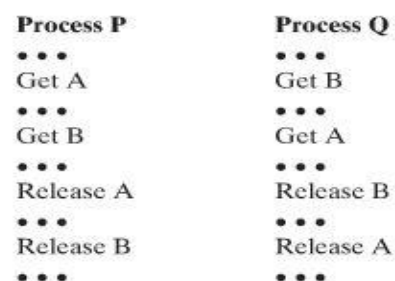 Process P Process Q
• • • • • •
Get A Get B
• • • • • •
Get B Get A
• • • • • •
Release A Release B
• • • • • •
Release B Release A
• • • • • •